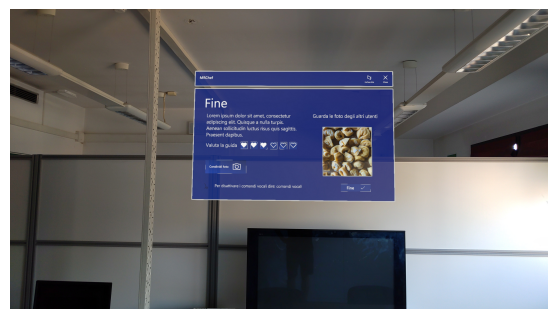 MRChef
Fine
Lorem ipsum dolor sit amet, consectetur
adipiscing elit. Quisque a nulla turpis.
Aenean sollicitudin luctus risus quis sagittis.
Praesent dapibus.
Valuta la guida
Guarda le foto degli altri utenti
Condividi foto
Per disattivare i comandi vocali dire: comandi vocali
Fine